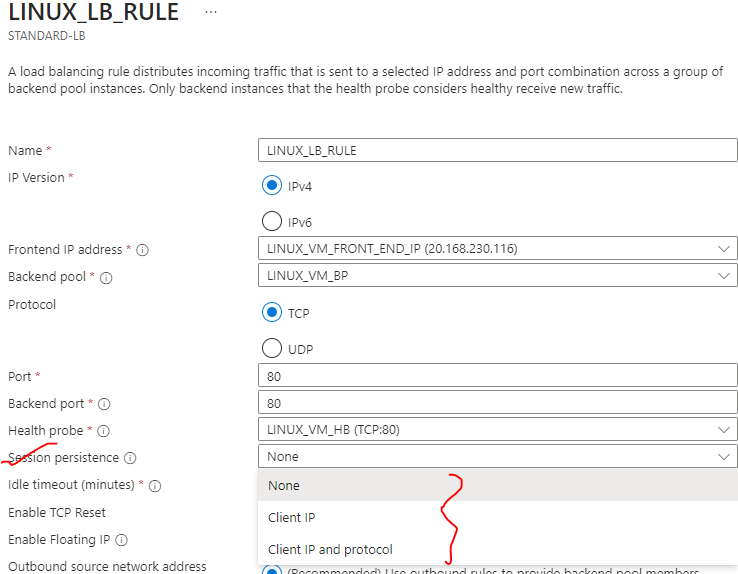 LINUX_LB_RULE ...
STANDARD-LB
A load balancing rule distributes incoming traffic that is sent to a selected IP address and port combination across a group of
backend pool instances. Only backend instances that the health probe considers healthy receive new traffic.
Name * LINUX_LB_RULE
IP Version * IPv4
IPv6
Frontend IP address * LINUX_VM_FRONT_END_IP (20.168.230.116)
Backend pool * LINUX_VM_BP
Protocol TCP
UDP
Port * 80
Backend port * 80
Health probe * LINUX_VM_HB (TCP:80)
Session persistence None
Idle timeout (minutes) * None
Enable TCP Reset Client IP
Enable Floating IP Client IP and protocol
Outbound source network address (Recommended) Use outbound rules to provide backend pool members